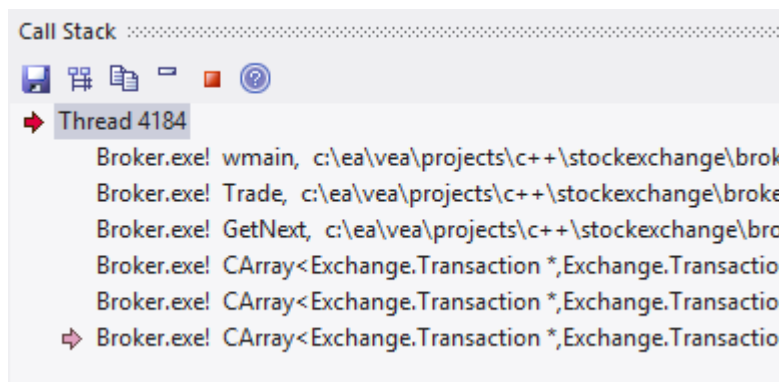 Call Stack
Thread 4184
Broker.exe! wmain, c:\ea\vea\projects\c++\stockexchange\brok
Broker.exe! Trade, c:\ea\vea\projects\c++\stockexchange\broke
Broker.exe! GetNext, c:\ea\vea\projects\c++\stockexchange\bro
Broker.exe! CArray<Exchange.Transaction *,Exchange.Transactio
Broker.exe! CArray<Exchange.Transaction *,Exchange.Transactio
Broker.exe! CArray<Exchange.Transaction *,Exchange.Transactio